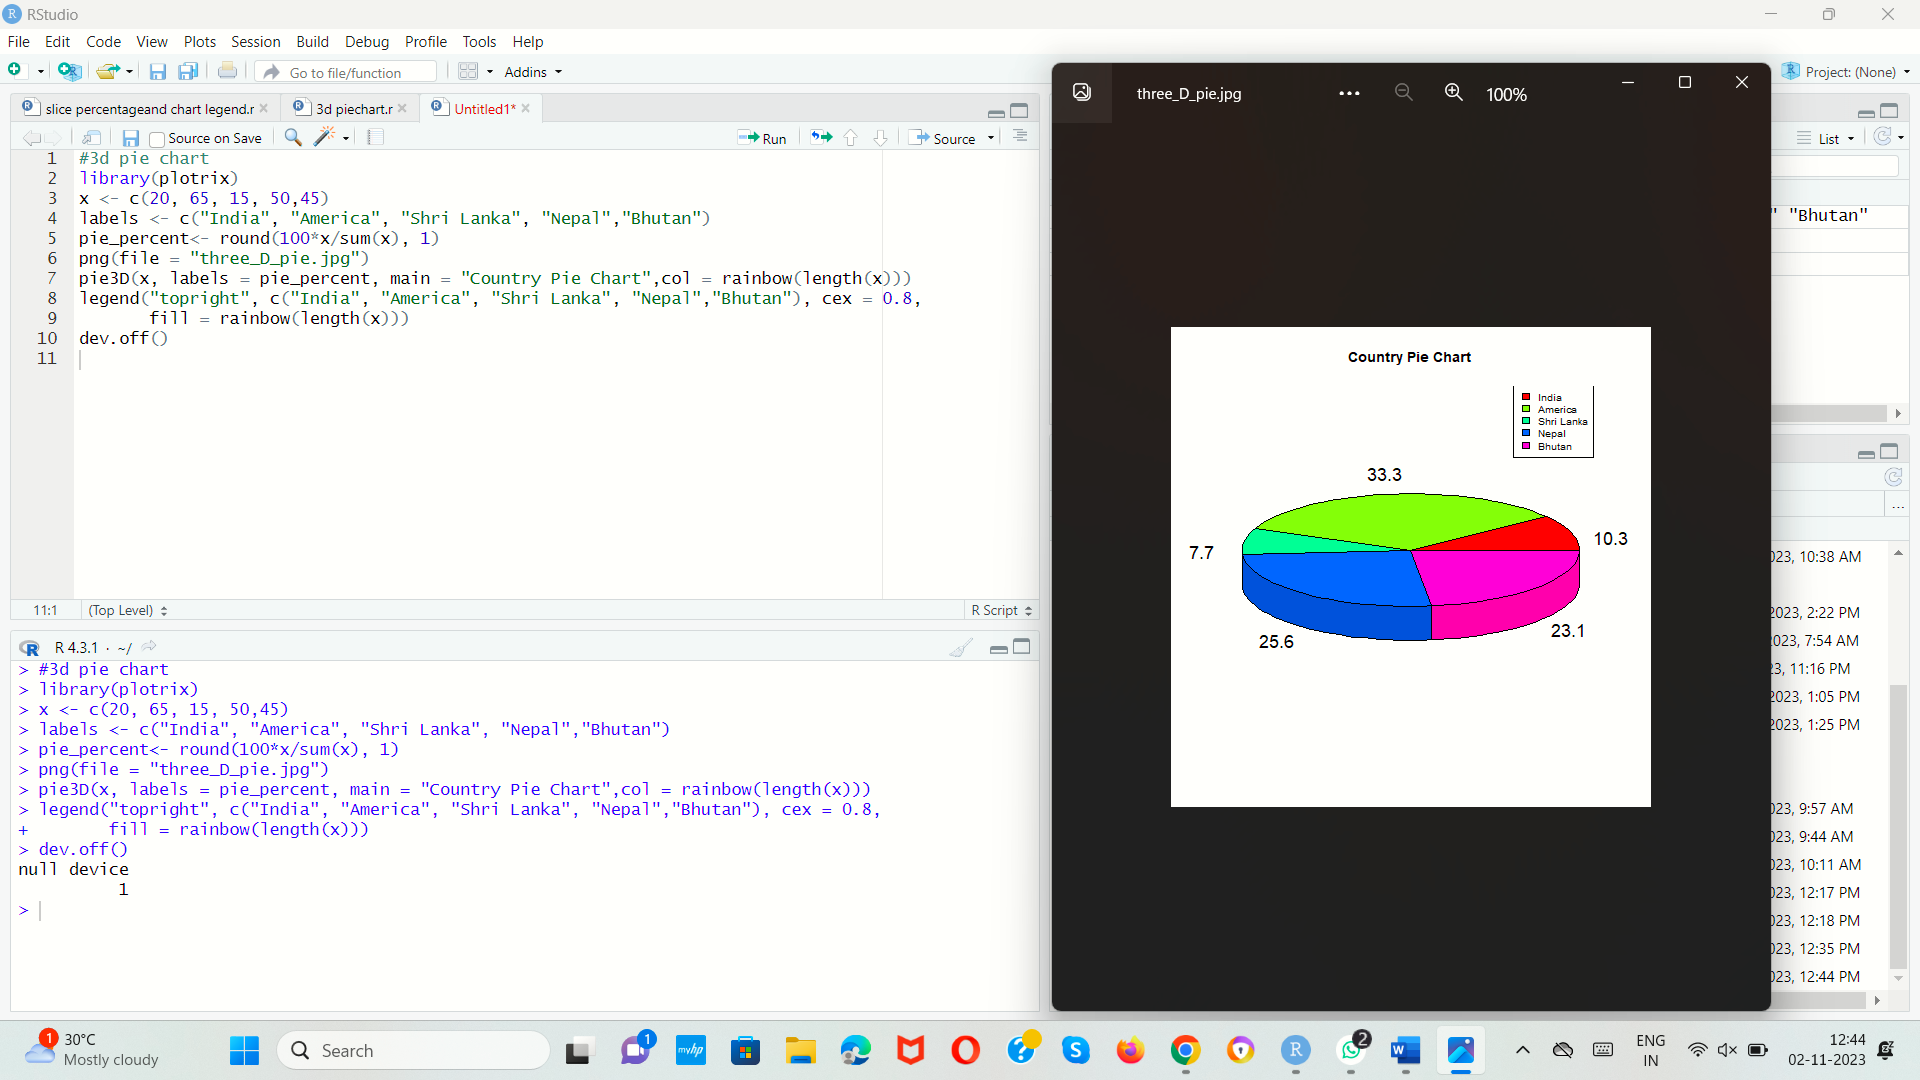 RStudio
File Edit Code View Plots Session Build Debug Profile Tools Help
Go to file/function Addins
Project: (None)
slice percentageand chart legend.r 3d piechart.r Untitled1*
Source on Save Run Source
List
1 #3d pie chart
2 library(plotrix)
3 x <- c(20, 65, 15, 50,45)
4 labels <- c("India", "America", "Shri Lanka", "Nepal","Bhutan")
5 pie_percent<- round(100*x/sum(x), 1)
6 png(file = "three_D_pie.jpg")
7 pie3D(x, labels = pie_percent, main = "Country Pie Chart",col = rainbow(length(x)))
8 legend("topright", c("India", "America", "Shri Lanka", "Nepal","Bhutan"), cex = 0.8,
9 fill = rainbow(length(x)))
10 dev.off()
11
11:1 (Top Level) R Script
R R 4.3.1 · ~/
> #3d pie chart
> library(plotrix)
> x <- c(20, 65, 15, 50,45)
> labels <- c("India", "America", "Shri Lanka", "Nepal","Bhutan")
> pie_percent<- round(100*x/sum(x), 1)
> png(file = "three_D_pie.jpg")
> pie3D(x, labels = pie_percent, main = "Country Pie Chart",col = rainbow(length(x)))
> legend("topright", c("India", "America", "Shri Lanka", "Nepal","Bhutan"), cex = 0.8,
+ fill = rainbow(length(x)))
> dev.off()
null device
1
>
three_D_pie.jpg ••• 100%
Country Pie Chart
India
America
Shri Lanka
Nepal
Bhutan
33.3
10.3
7.7
23.1
25.6
" "Bhutan"
...
023, 10:38 AM
2023, 2:22 PM
023, 7:54 AM
23, 11:16 PM
2023, 1:05 PM
2023, 1:25 PM
023, 9:57 AM
023, 9:44 AM
023, 10:11 AM
023, 12:17 PM
023, 12:18 PM
023, 12:35 PM
023, 12:44 PM
1 30°C
Mostly cloudy
Search
1
myhp
2
ENG
IN
12:44
02-11-2023